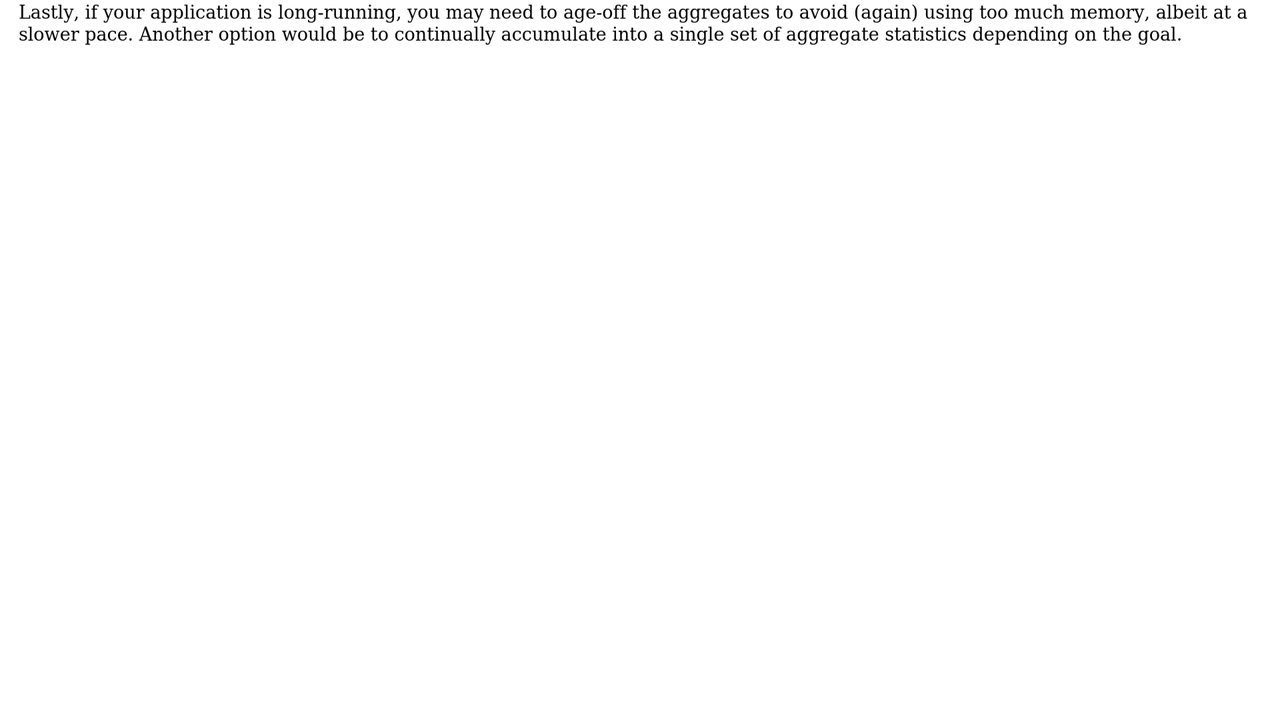 Lastly, if your application is long-running, you may need to age-off the aggregates to avoid (again) using too much memory, albeit at a
slower pace. Another option would be to continually accumulate into a single set of aggregate statistics depending on the goal.